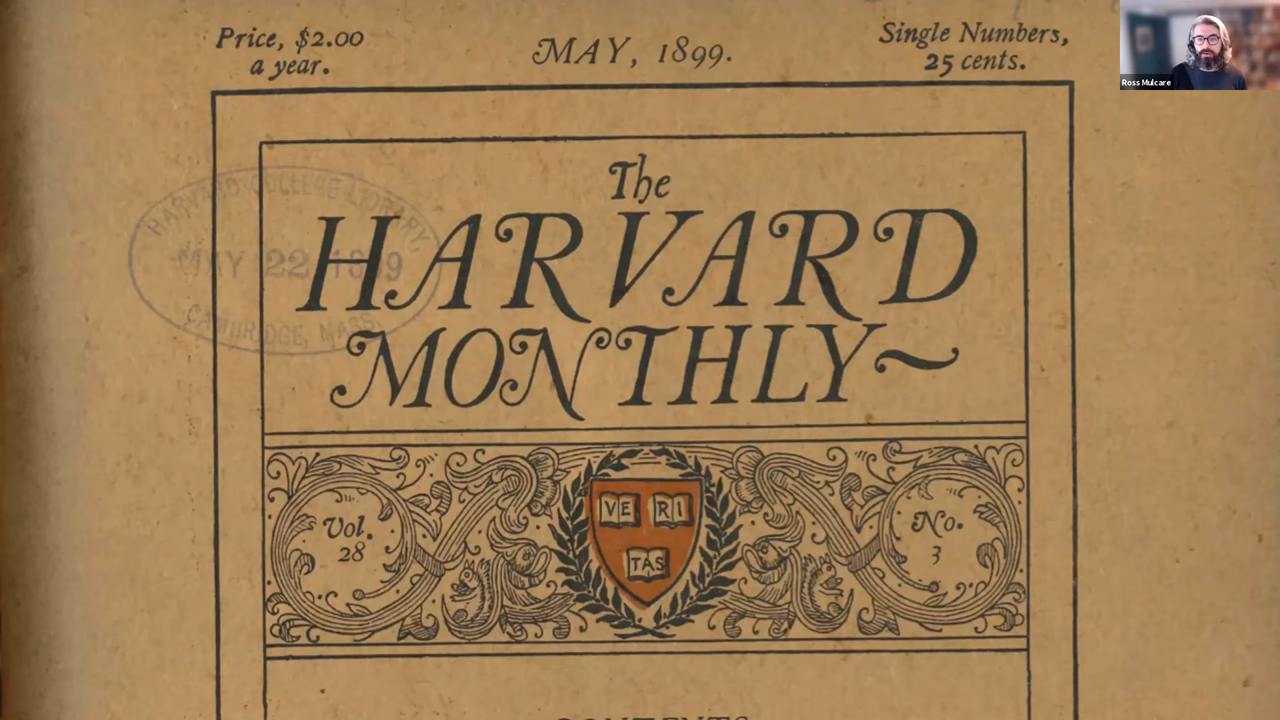 Price, $2.00
a year.
MAY, 1899.
Single Numbers,
25 cents.
Ross Mulcare
The
HARVARD
MONTHLY
HARVARD COLLEGE LIBRARY,
MAY 22 1899
CAMBRIDGE, MASS.
Vol.
28
VE RI
TAS
No.
3
CONTENTS